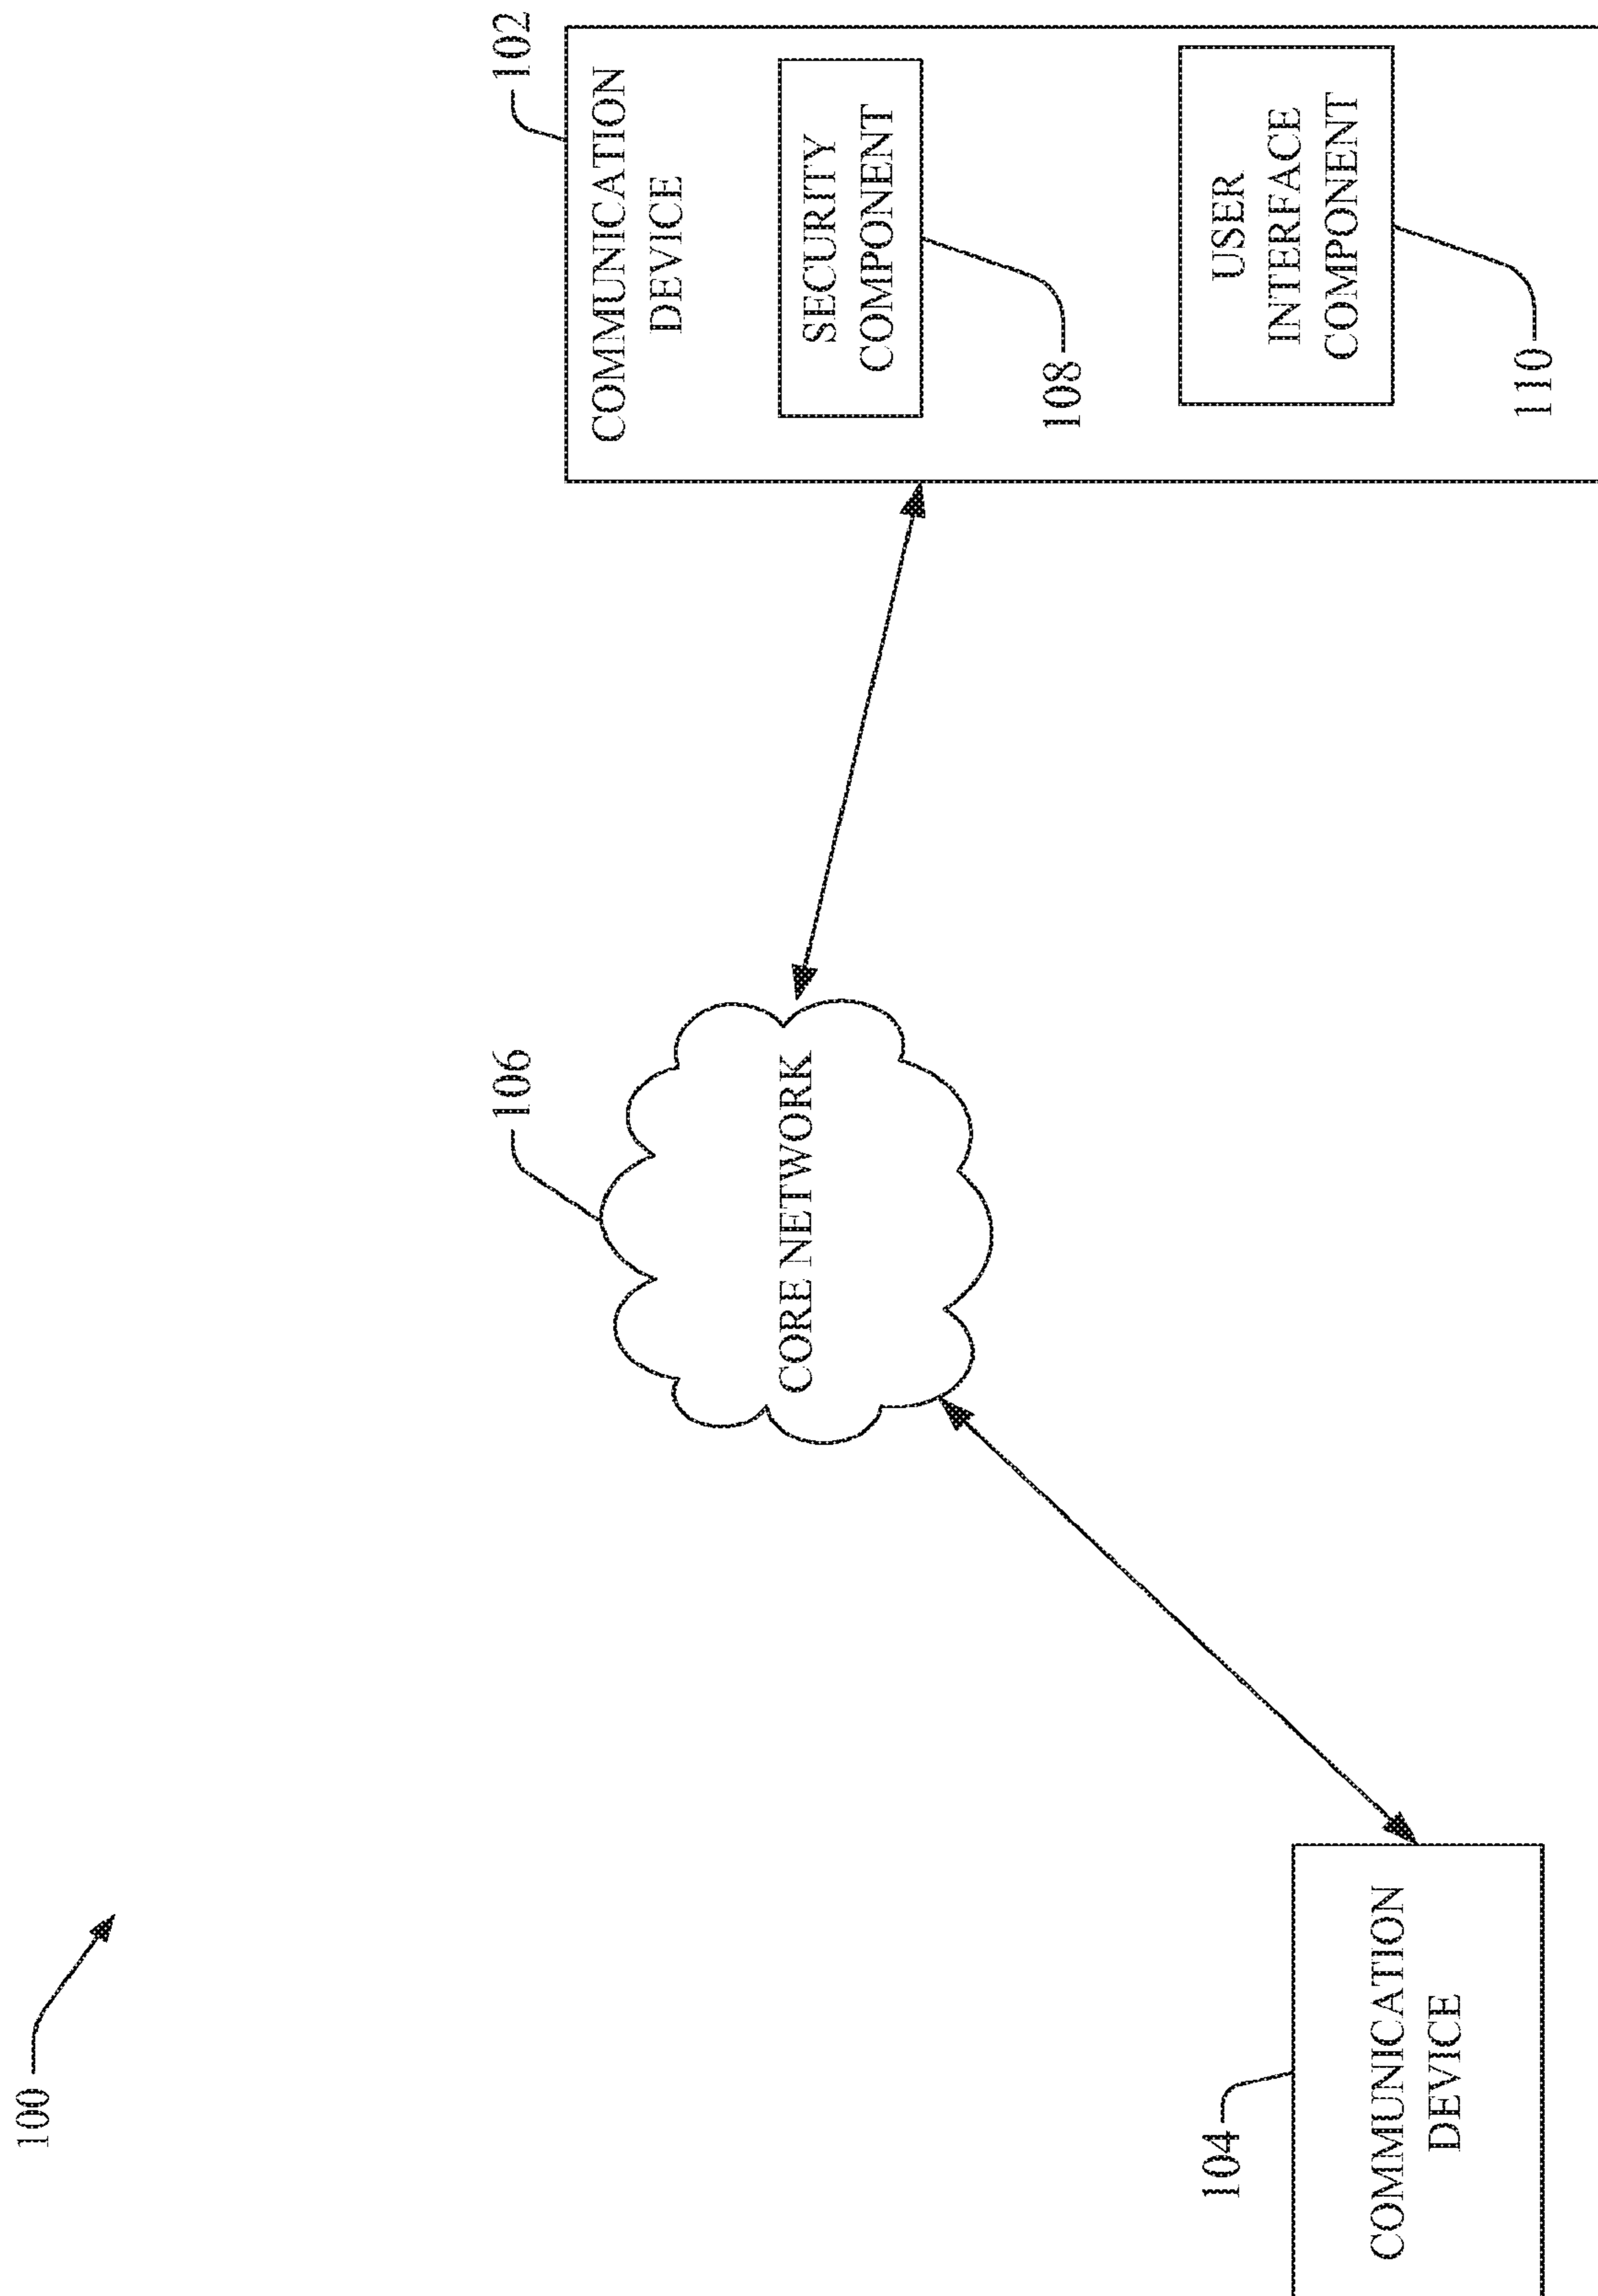 100
102
COMMUNICATION
DEVICE
SECURITY
COMPONENT
108
USER
INTERFACE
COMPONENT
110
106
CORE NETWORK
104
COMMUNICATION
DEVICE